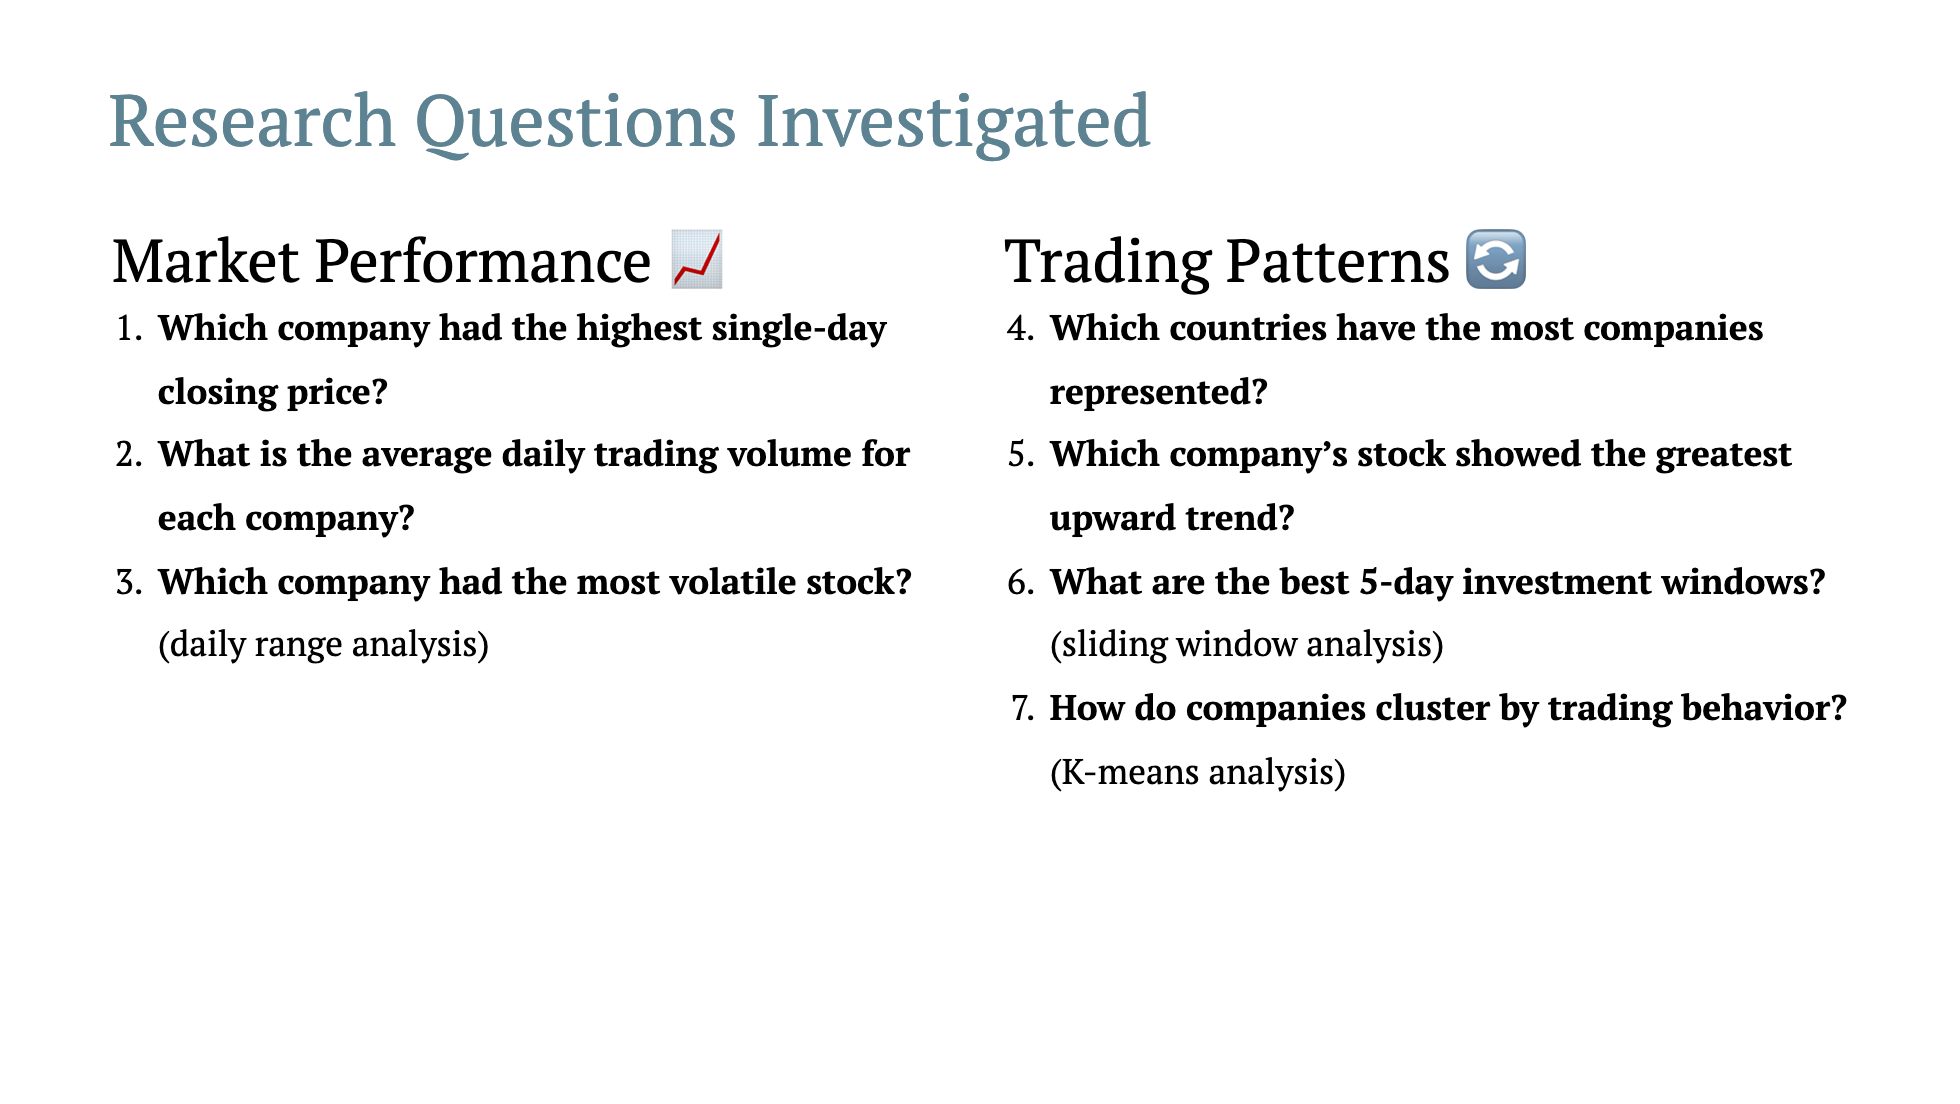 Research Questions Investigated
Market Performance 📈
1. Which company had the highest single-day
closing price?
2. What is the average daily trading volume for
each company?
3. Which company had the most volatile stock?
(daily range analysis)
Trading Patterns 🔄
4. Which countries have the most companies
represented?
5. Which company’s stock showed the greatest
upward trend?
6. What are the best 5-day investment windows?
(sliding window analysis)
7. How do companies cluster by trading behavior?
(K-means analysis)